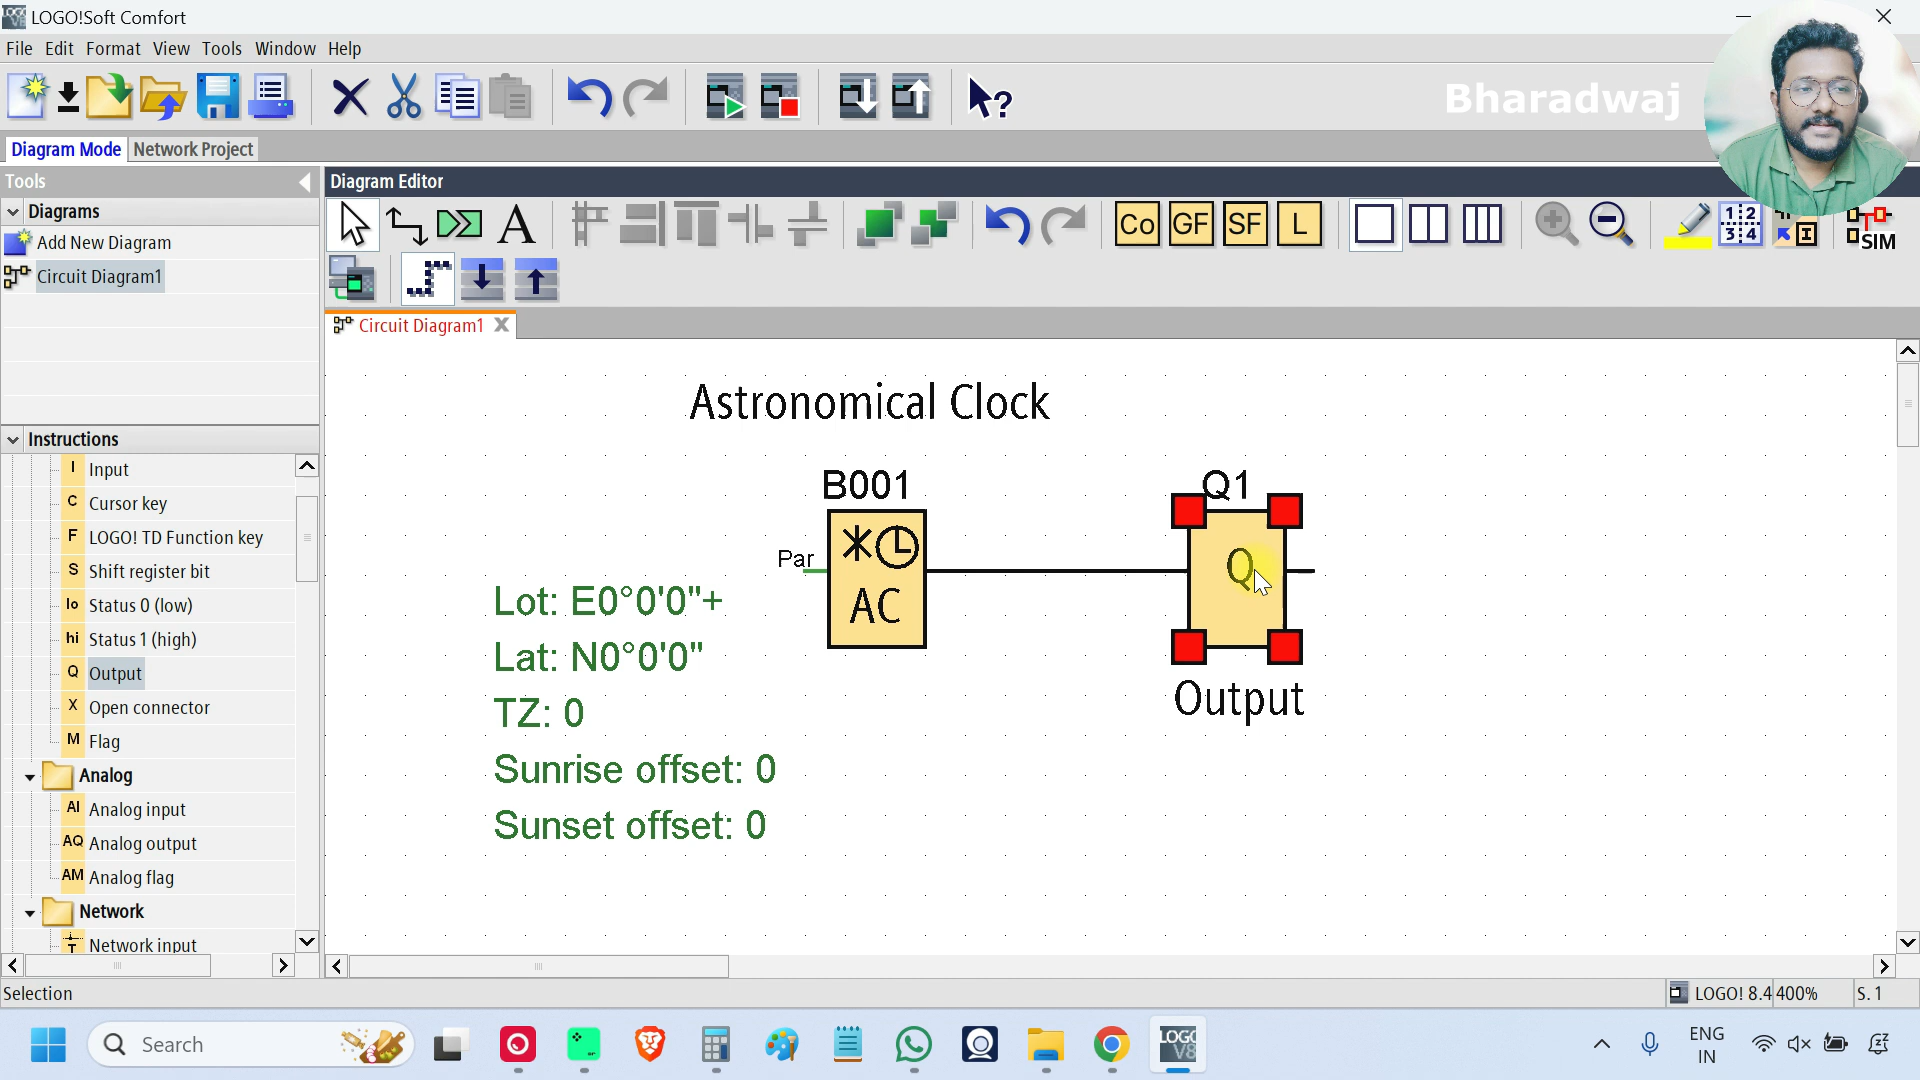 LOGO!Soft Comfort
File Edit Format View Tools Window Help
Bharadwaj
Diagram Mode Network Project
Tools
Diagram Editor
Diagrams
Add New Diagram
Circuit Diagram1
A
Co GF SF L
SIM
Circuit Diagram1
Instructions
I Input
C Cursor key
F LOGO! TD Function key
S Shift register bit
lo Status 0 (low)
hi Status 1 (high)
Q Output
X Open connector
M Flag
Analog
AI Analog input
AQ Analog output
AM Analog flag
Network
Network input
Astronomical Clock
B001
Q1
Par
AC
Q
Output
Lot: E0°0'0"+
Lat: N0°0'0"
TZ: 0
Sunrise offset: 0
Sunset offset: 0
Selection
LOGO! 8.4 400% S. 1
Search
LOGO
V8
ENG
IN